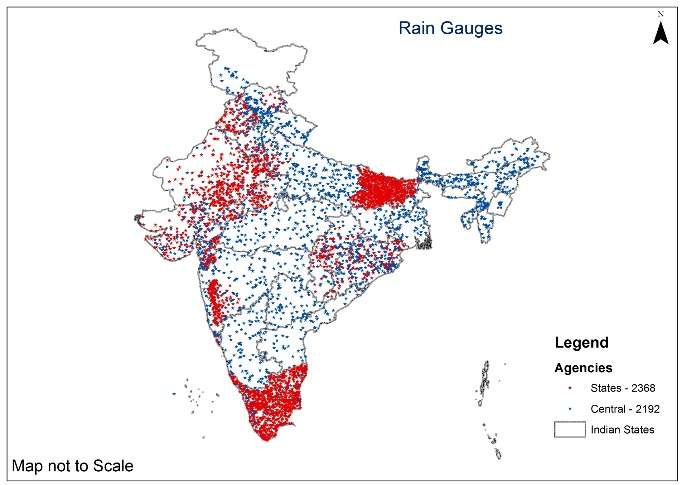 Rain Gauges
N
Legend
Agencies
States - 2368
Central - 2192
Indian States
Map not to Scale